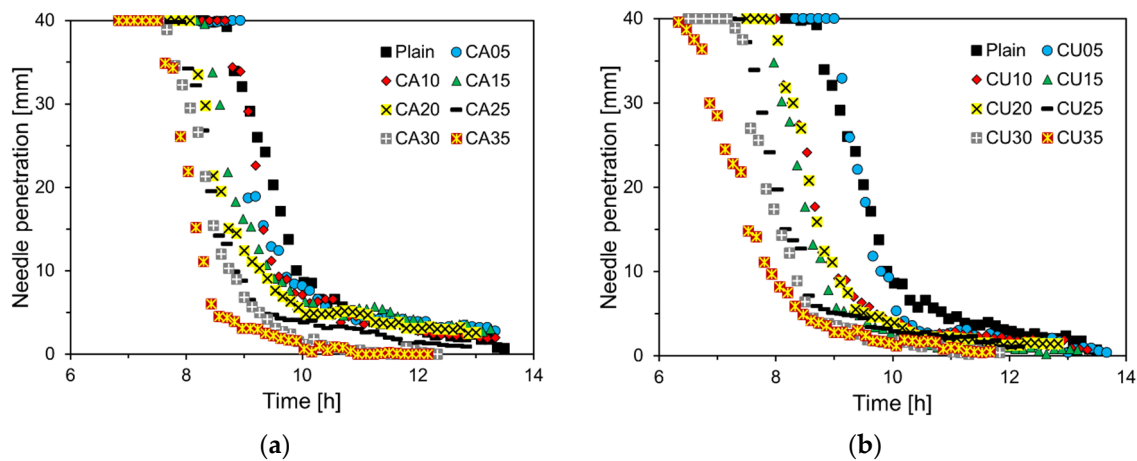 40
30
20
10
0
Needle penetration [mm]
Plain CA05
CA10 CA15
CA20 CA25
CA30 CA35
6 8 10 12 14
Time [h]
(a)
40
30
20
10
0
Needle penetration [mm]
Plain CU05
CU10 CU15
CU20 CU25
CU30 CU35
6 8 10 12 14
Time [h]
(b)